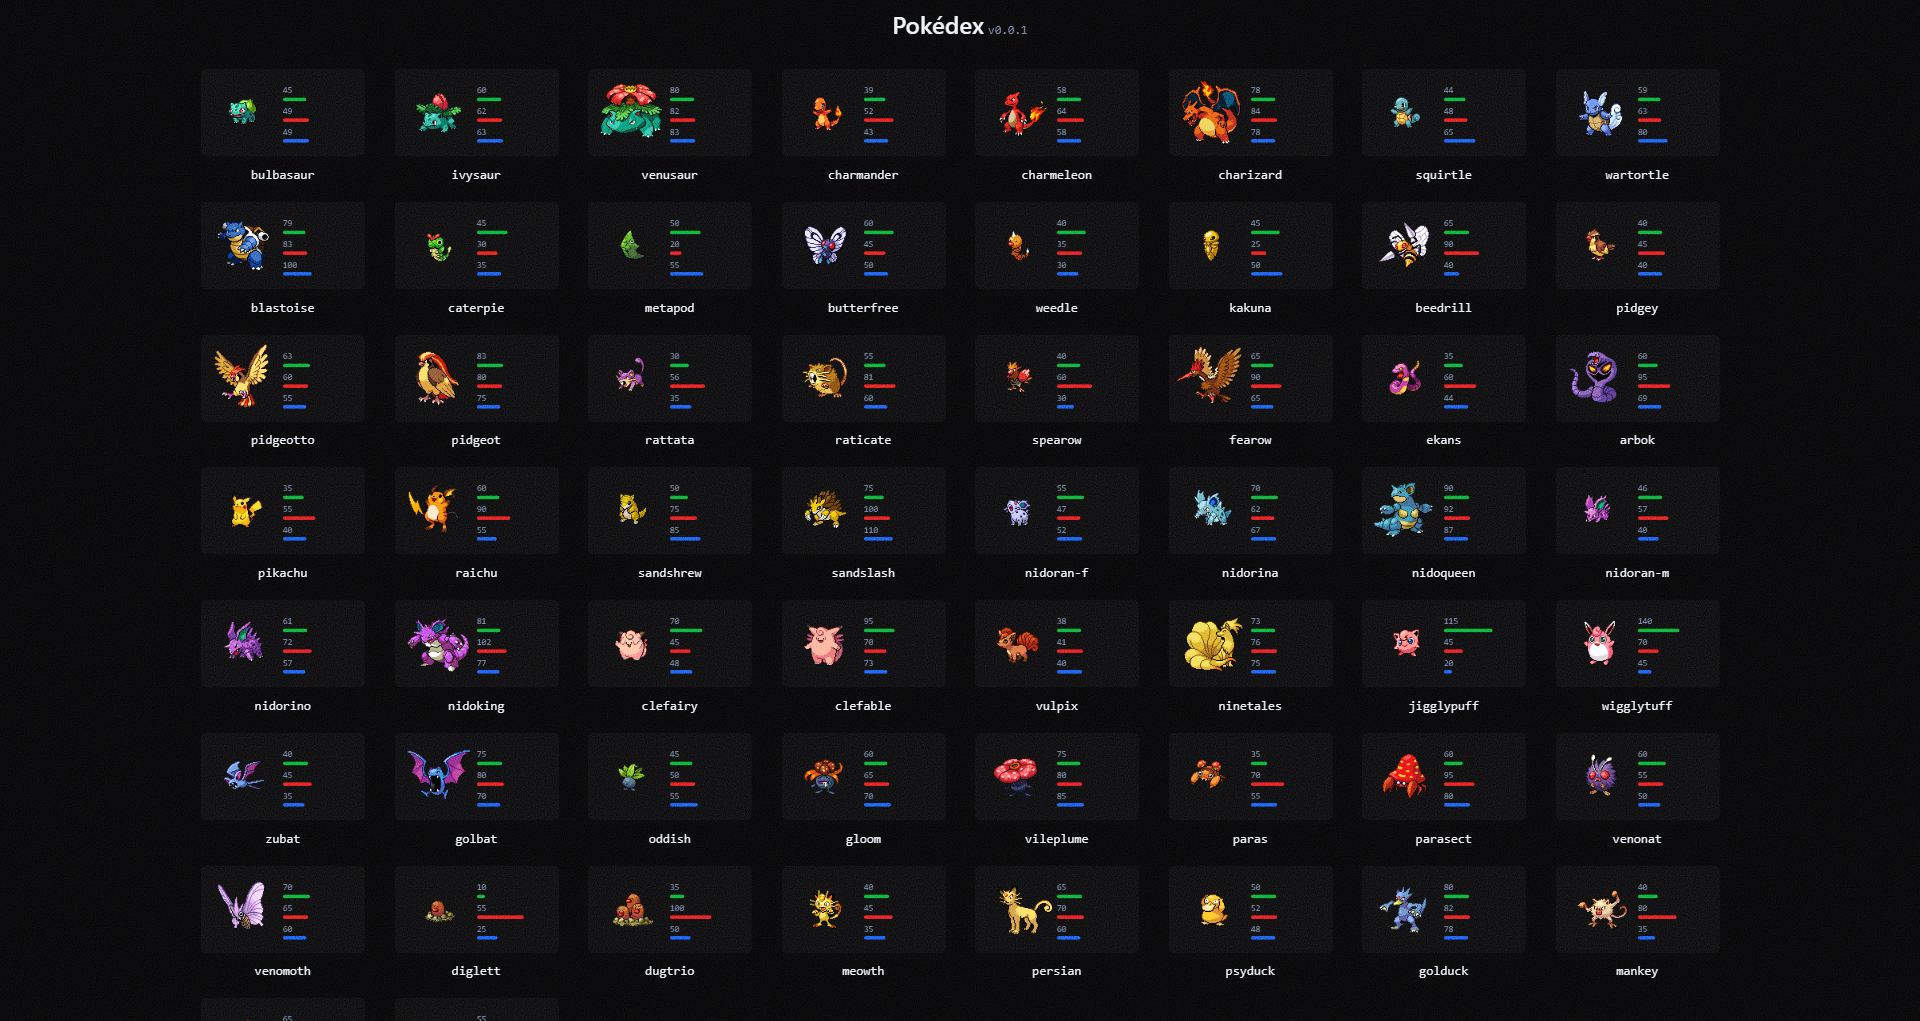 Pokédex v0.0.1
45
49
49
bulbasaur
60
62
63
ivysaur
80
82
83
venusaur
39
52
43
charmander
58
64
58
charmeleon
78
84
78
charizard
44
48
65
squirtle
59
63
80
wartortle
79
83
100
blastoise
45
30
35
caterpie
50
20
55
metapod
60
45
50
butterfree
40
35
30
weedle
45
25
50
kakuna
65
90
40
beedrill
40
45
40
pidgey
63
60
55
pidgeotto
83
80
75
pidgeot
30
56
35
rattata
55
81
60
raticate
40
60
30
spearow
65
90
65
fearow
35
60
44
ekans
60
95
69
arbok
35
55
40
pikachu
60
90
55
raichu
50
75
85
sandshrew
75
100
110
sandslash
55
47
52
nidoran-f
70
62
67
nidorina
90
92
87
nidoqueen
46
57
40
nidoran-m
61
72
57
nidorino
81
102
77
nidoking
70
45
48
clefairy
95
70
73
clefable
38
41
40
vulpix
73
76
75
ninetales
115
45
20
jigglypuff
140
70
45
wigglytuff
40
45
35
zubat
75
80
70
golbat
45
50
55
oddish
60
65
70
gloom
75
80
85
vileplume
35
70
55
paras
60
95
80
parasect
60
55
50
venonat
70
65
60
venomoth
10
55
25
diglett
35
100
50
dugtrio
40
45
35
meowth
65
70
60
persian
50
52
48
psyduck
80
82
78
golduck
40
80
35
mankey
65
55